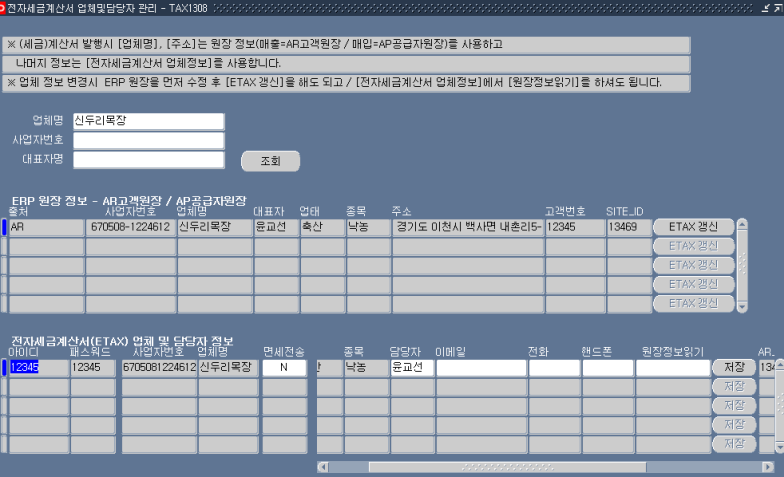 전자세금계산서 업체및담당자 관리 - TAX1308
※ (세금)계산서 발행시 [업체명], [주소]는 원장 정보(매출=AR고객원장 / 매입=AP공급자원장)를 사용하고
나머지 정보는 [전자세금계산서 업체정보]를 사용합니다.
※ 업체 정보 변경시 ERP 원장을 먼저 수정 후 [ETAX갱신]을 해도 되고 / [전자세금계산서 업체정보]에서 [원장정보읽기]를 하셔도 됩니다.
업체명 신두리목장
사업자번호
대표자명 조회
ERP 원장 정보 - AR고객원장 / AP공급자원장
출처 사업자번호 업체명 대표자 업태 종목 주소 고객번호 SITE_ID
AR 670508-1224612 신두리목장 윤교선 축산 낙농 경기도 이천시 백사면 내촌리5- 12345 13469 ETAX 갱신
ETAX 갱신
ETAX 갱신
ETAX 갱신
ETAX 갱신
전자세금계산서(ETAX) 업체 및 담당자 정보
아이디 패스워드 사업자번호 업체명 면세전송 종목 담당자 이메일 전화 핸드폰 원장정보읽기 AR_
12345 12345 6705081224612 신두리목장 N 낙농 윤교선 저장 134
저장
저장
저장
저장